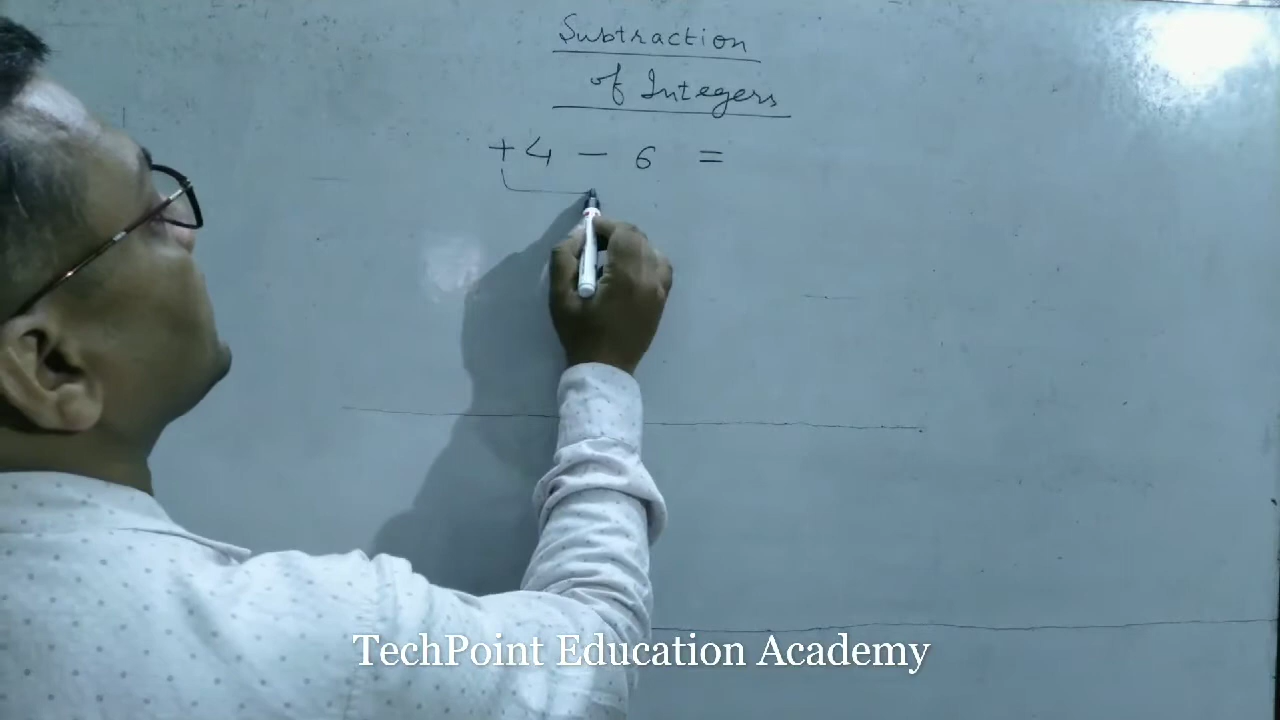 Subtraction
of Integers
+4 - 6 =
TechPoint Education Academy